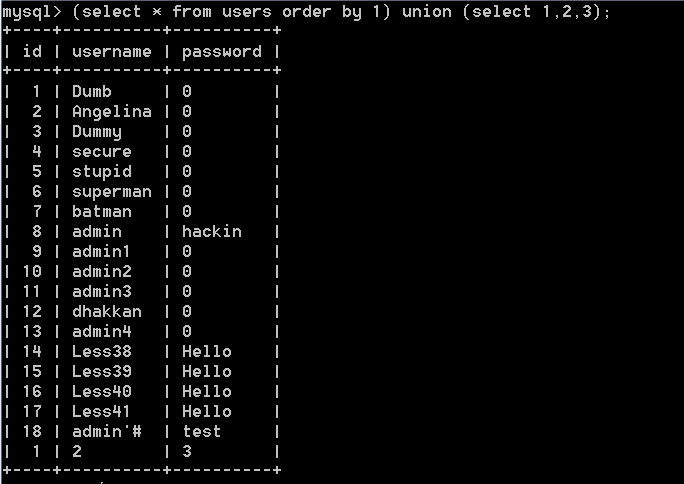 mysql> (select * from users order by 1) union (select 1,2,3);
+----+----------+----------+
| id | username | password |
+----+----------+----------+
|  1 | Dumb     | 0        |
|  2 | Angelina | 0        |
|  3 | Dummy    | 0        |
|  4 | secure   | 0        |
|  5 | stupid   | 0        |
|  6 | superman | 0        |
|  7 | batman   | 0        |
|  8 | admin    | hackin   |
|  9 | admin1   | 0        |
| 10 | admin2   | 0        |
| 11 | admin3   | 0        |
| 12 | dhakkan  | 0        |
| 13 | admin4   | 0        |
| 14 | Less38   | Hello    |
| 15 | Less39   | Hello    |
| 16 | Less40   | Hello    |
| 17 | Less41   | Hello    |
| 18 | admin'#  | test     |
|  1 | 2        | 3        |
+----+----------+----------+